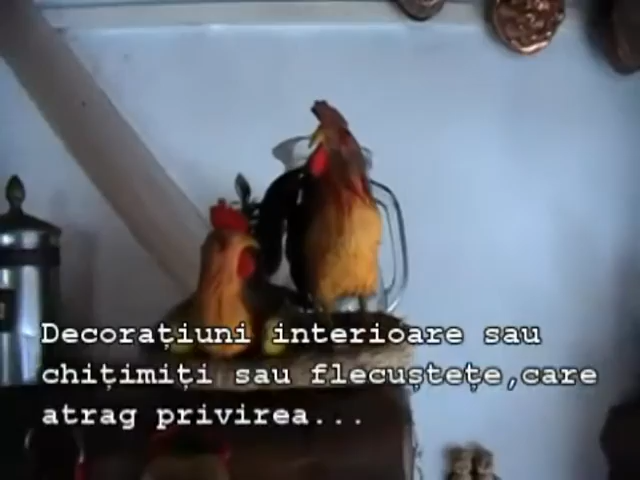 Decorațiuni interioare sau
chițimiți sau flecuștețe,care
atrag privirea...